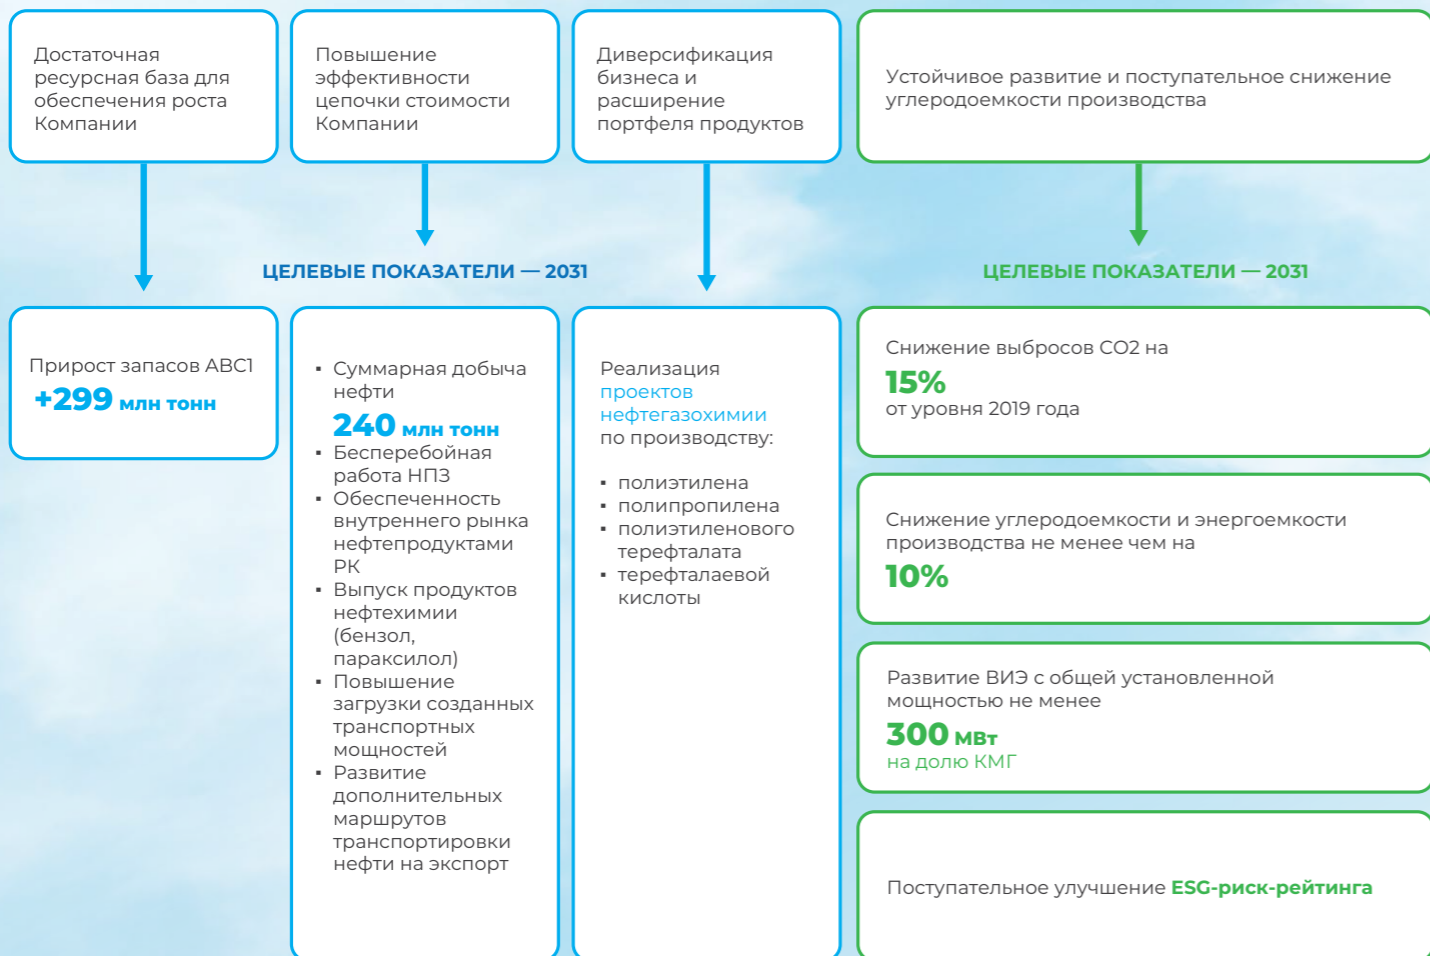 Достаточная
ресурсная база для
обеспечения роста
Компании
Повышение
эффективности
цепочки стоимости
Компании
Диверсификация
бизнеса и
расширение
портфеля продуктов
Устойчивое развитие и поступательное снижение
углеродоемкости производства
ЦЕЛЕВЫЕ ПОКАЗАТЕЛИ — 2031
ЦЕЛЕВЫЕ ПОКАЗАТЕЛИ — 2031
Прирост запасов АВС1
+299 млн тонн
▪ Суммарная добыча
нефти
240 млн тонн
▪ Бесперебойная
работа НПЗ
▪ Обеспеченность
внутреннего рынка
нефтепродуктами
РК
▪ Выпуск продуктов
нефтехимии
(бензол,
параксилол)
▪ Повышение
загрузки созданных
транспортных
мощностей
▪ Развитие
дополнительных
маршрутов
транспортировки
нефти на экспорт
Реализация
проектов
нефтегазохимии
по производству:
▪ полиэтилена
▪ полипропилена
▪ полиэтиленового
терефталата
▪ терефталаевой
кислоты
Снижение выбросов СО2 на
15%
от уровня 2019 года
Снижение углеродоемкости и энергоемкости
производства не менее чем на
10%
Развитие ВИЭ с общей установленной
мощностью не менее
300 МВт
на долю КМГ
Поступательное улучшение ESG-риск-рейтинга